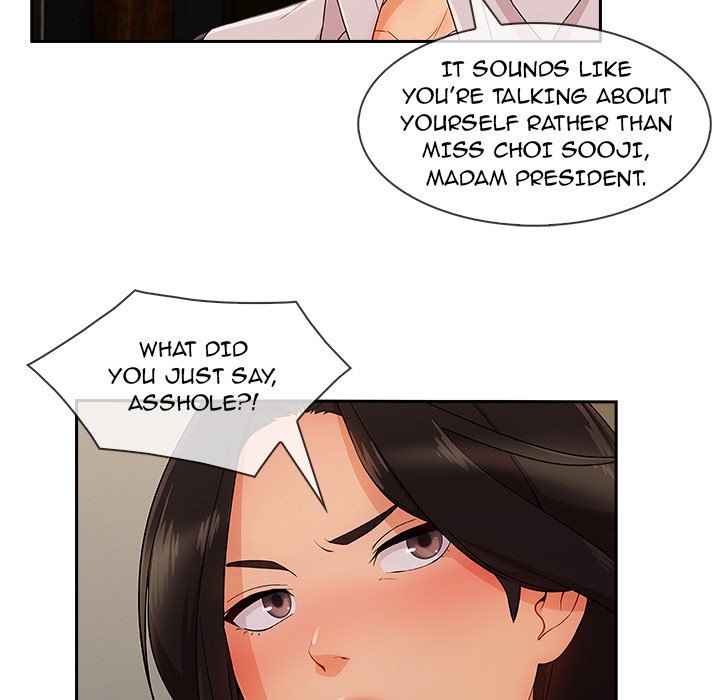 IT SOUNDS LIKE
YOU'RE TALKING ABOUT
YOURSELF RATHER THAN
MISS CHOI SOOJI,
MADAM PRESIDENT.
WHAT DID
YOU JUST SAY,
ASSHOLE?!